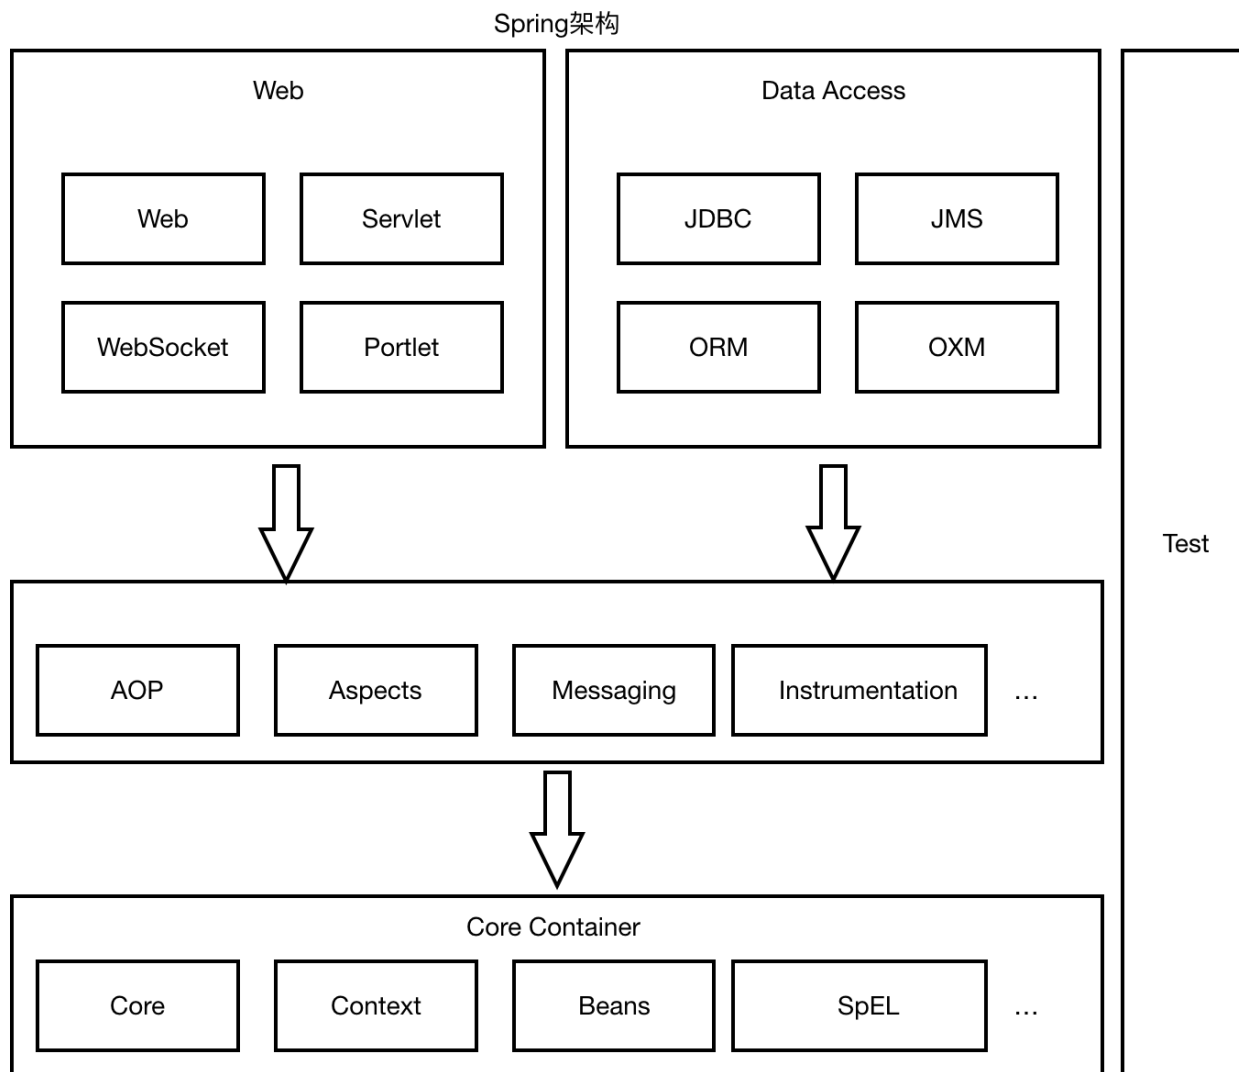 Spring架构
Web
Web
Servlet
WebSocket
Portlet
Data Access
JDBC
JMS
ORM
OXM
Test
AOP
Aspects
Messaging
Instrumentation
...
Core Container
Core
Context
Beans
SpEL
...